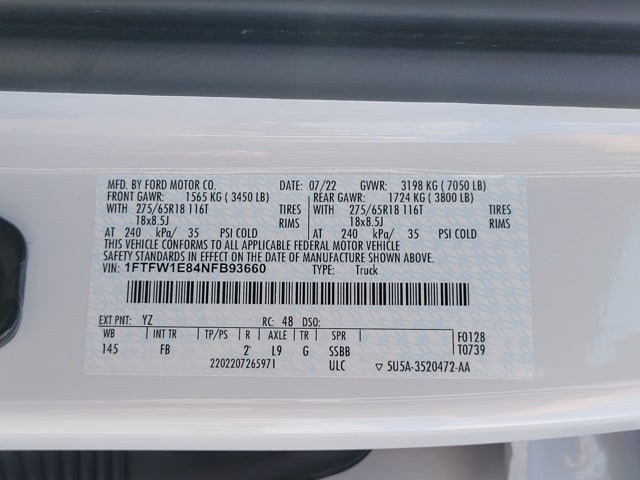 MFD. BY FORD MOTOR CO. DATE: 07/22 GVWR: 3198 KG ( 7050 LB)
FRONT GAWR: 1565 KG ( 3450 LB) REAR GAWR: 1724 KG ( 3800 LB)
WITH 275/65R18 116T TIRES WITH 275/65R18 116T TIRES
18x8.5J RIMS 18x8.5J RIMS
AT 240 kPa/ 35 PSI COLD AT 240 kPa/ 35 PSI COLD
THIS VEHICLE CONFORMS TO ALL APPLICABLE FEDERAL MOTOR VEHICLE
SAFETY STANDARDS IN EFFECT ON THE DATE OF MANUFACTURE SHOWN ABOVE.
VIN: 1FTFW1E84NFB93660 TYPE: Truck
EXT PNT: YZ RC: 48 DSO:
WB INT TR TP/PS R AXLE TR SPR F0128
145 FB 2 L9 G SSBB T0739
2202207265971 ULC ▽ 5U5A-3520472-AA